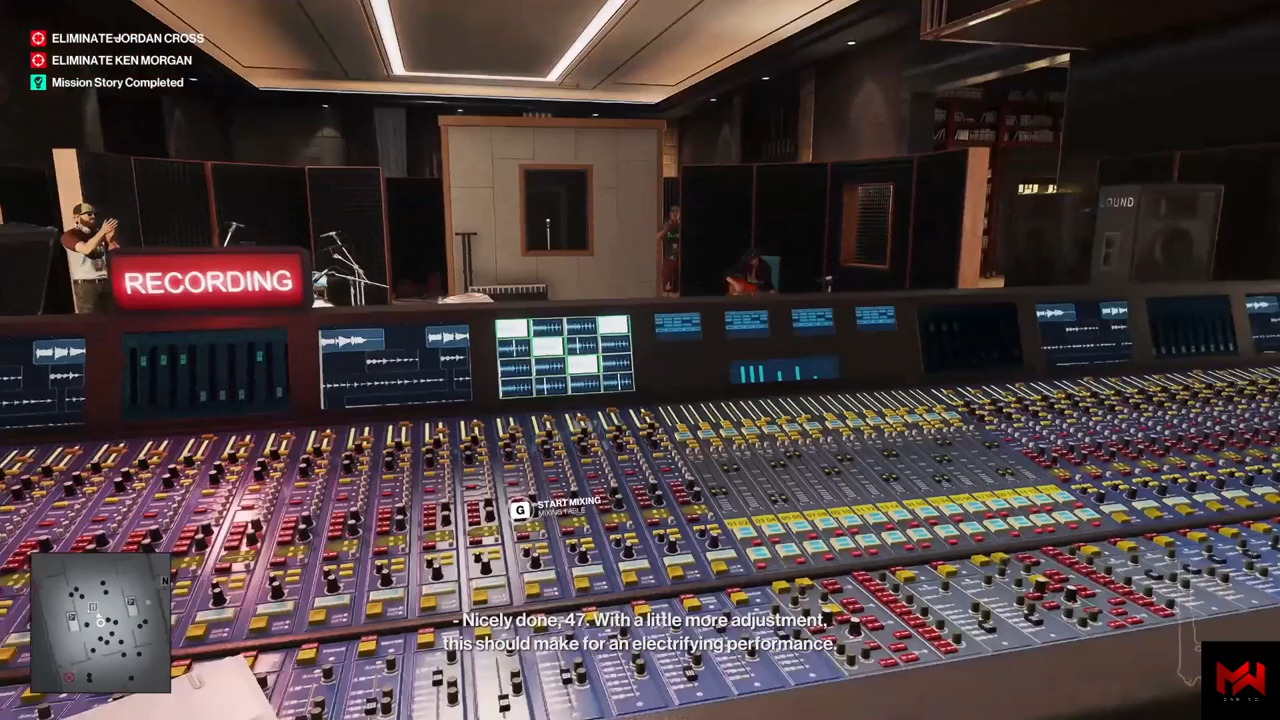 ELIMINATE JORDAN CROSS
ELIMINATE KEN MORGAN
Mission Story Completed
SOUND
RECORDING
G START MIXING
MIXING TABLE
N
- Nicely done, 47. With a little more adjustment,
this should make for an electrifying performance.